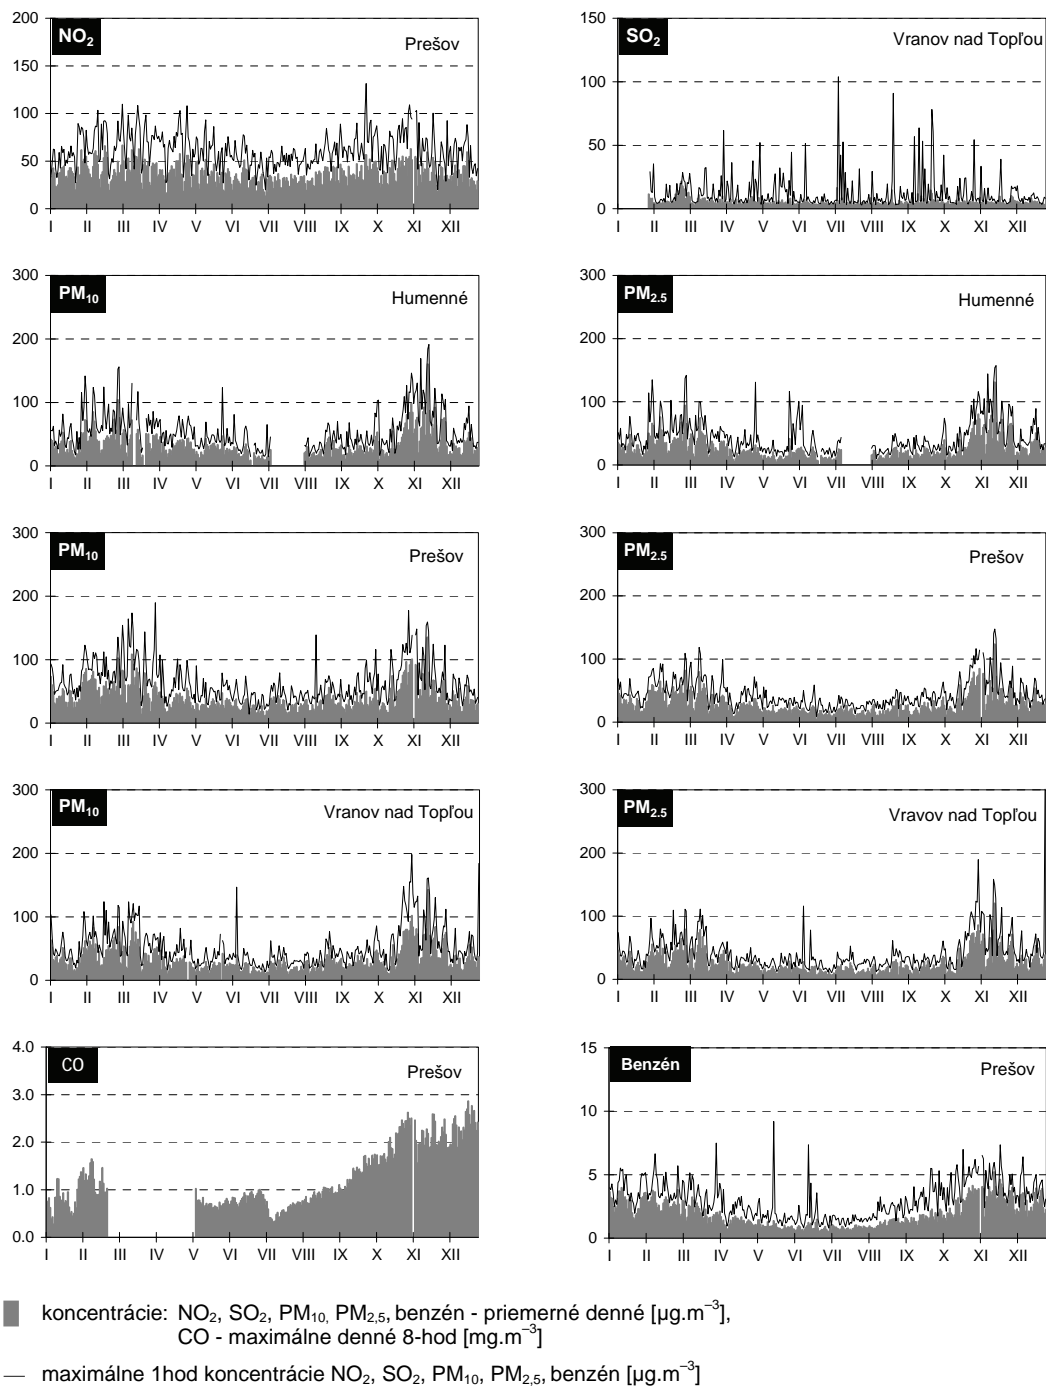 NO₂ Prešov
200
150
100
50
0
I II III IV V VI VII VIII IX X XI XII
SO₂ Vranov nad Topľou
150
100
50
0
I II III IV V VI VII VIII IX X XI XII
PM₁₀ Humenné
300
200
100
0
I II III IV V VI VII VIII IX X XI XII
PM₂.₅ Humenné
300
200
100
0
I II III IV V VI VII VIII IX X XI XII
PM₁₀ Prešov
300
200
100
0
I II III IV V VI VII VIII IX X XI XII
PM₂.₅ Prešov
300
200
100
0
I II III IV V VI VII VIII IX X XI XII
PM₁₀ Vranov nad Topľou
300
200
100
0
I II III IV V VI VII VIII IX X XI XII
PM₂.₅ Vravov nad Topľou
300
200
100
0
I II III IV V VI VII VIII IX X XI XII
CO Prešov
4.0
3.0
2.0
1.0
0.0
I II III IV V VI VII VIII IX X XI XII
Benzén Prešov
15
10
5
0
I II III IV V VI VII VIII IX X XI XII
koncentrácie: NO₂, SO₂, PM₁₀, PM₂,₅, benzén - priemerné denné [µg.m⁻³],
CO - maximálne denné 8-hod [mg.m⁻³]
— maximálne 1hod koncentrácie NO₂, SO₂, PM₁₀, PM₂,₅, benzén [µg.m⁻³]